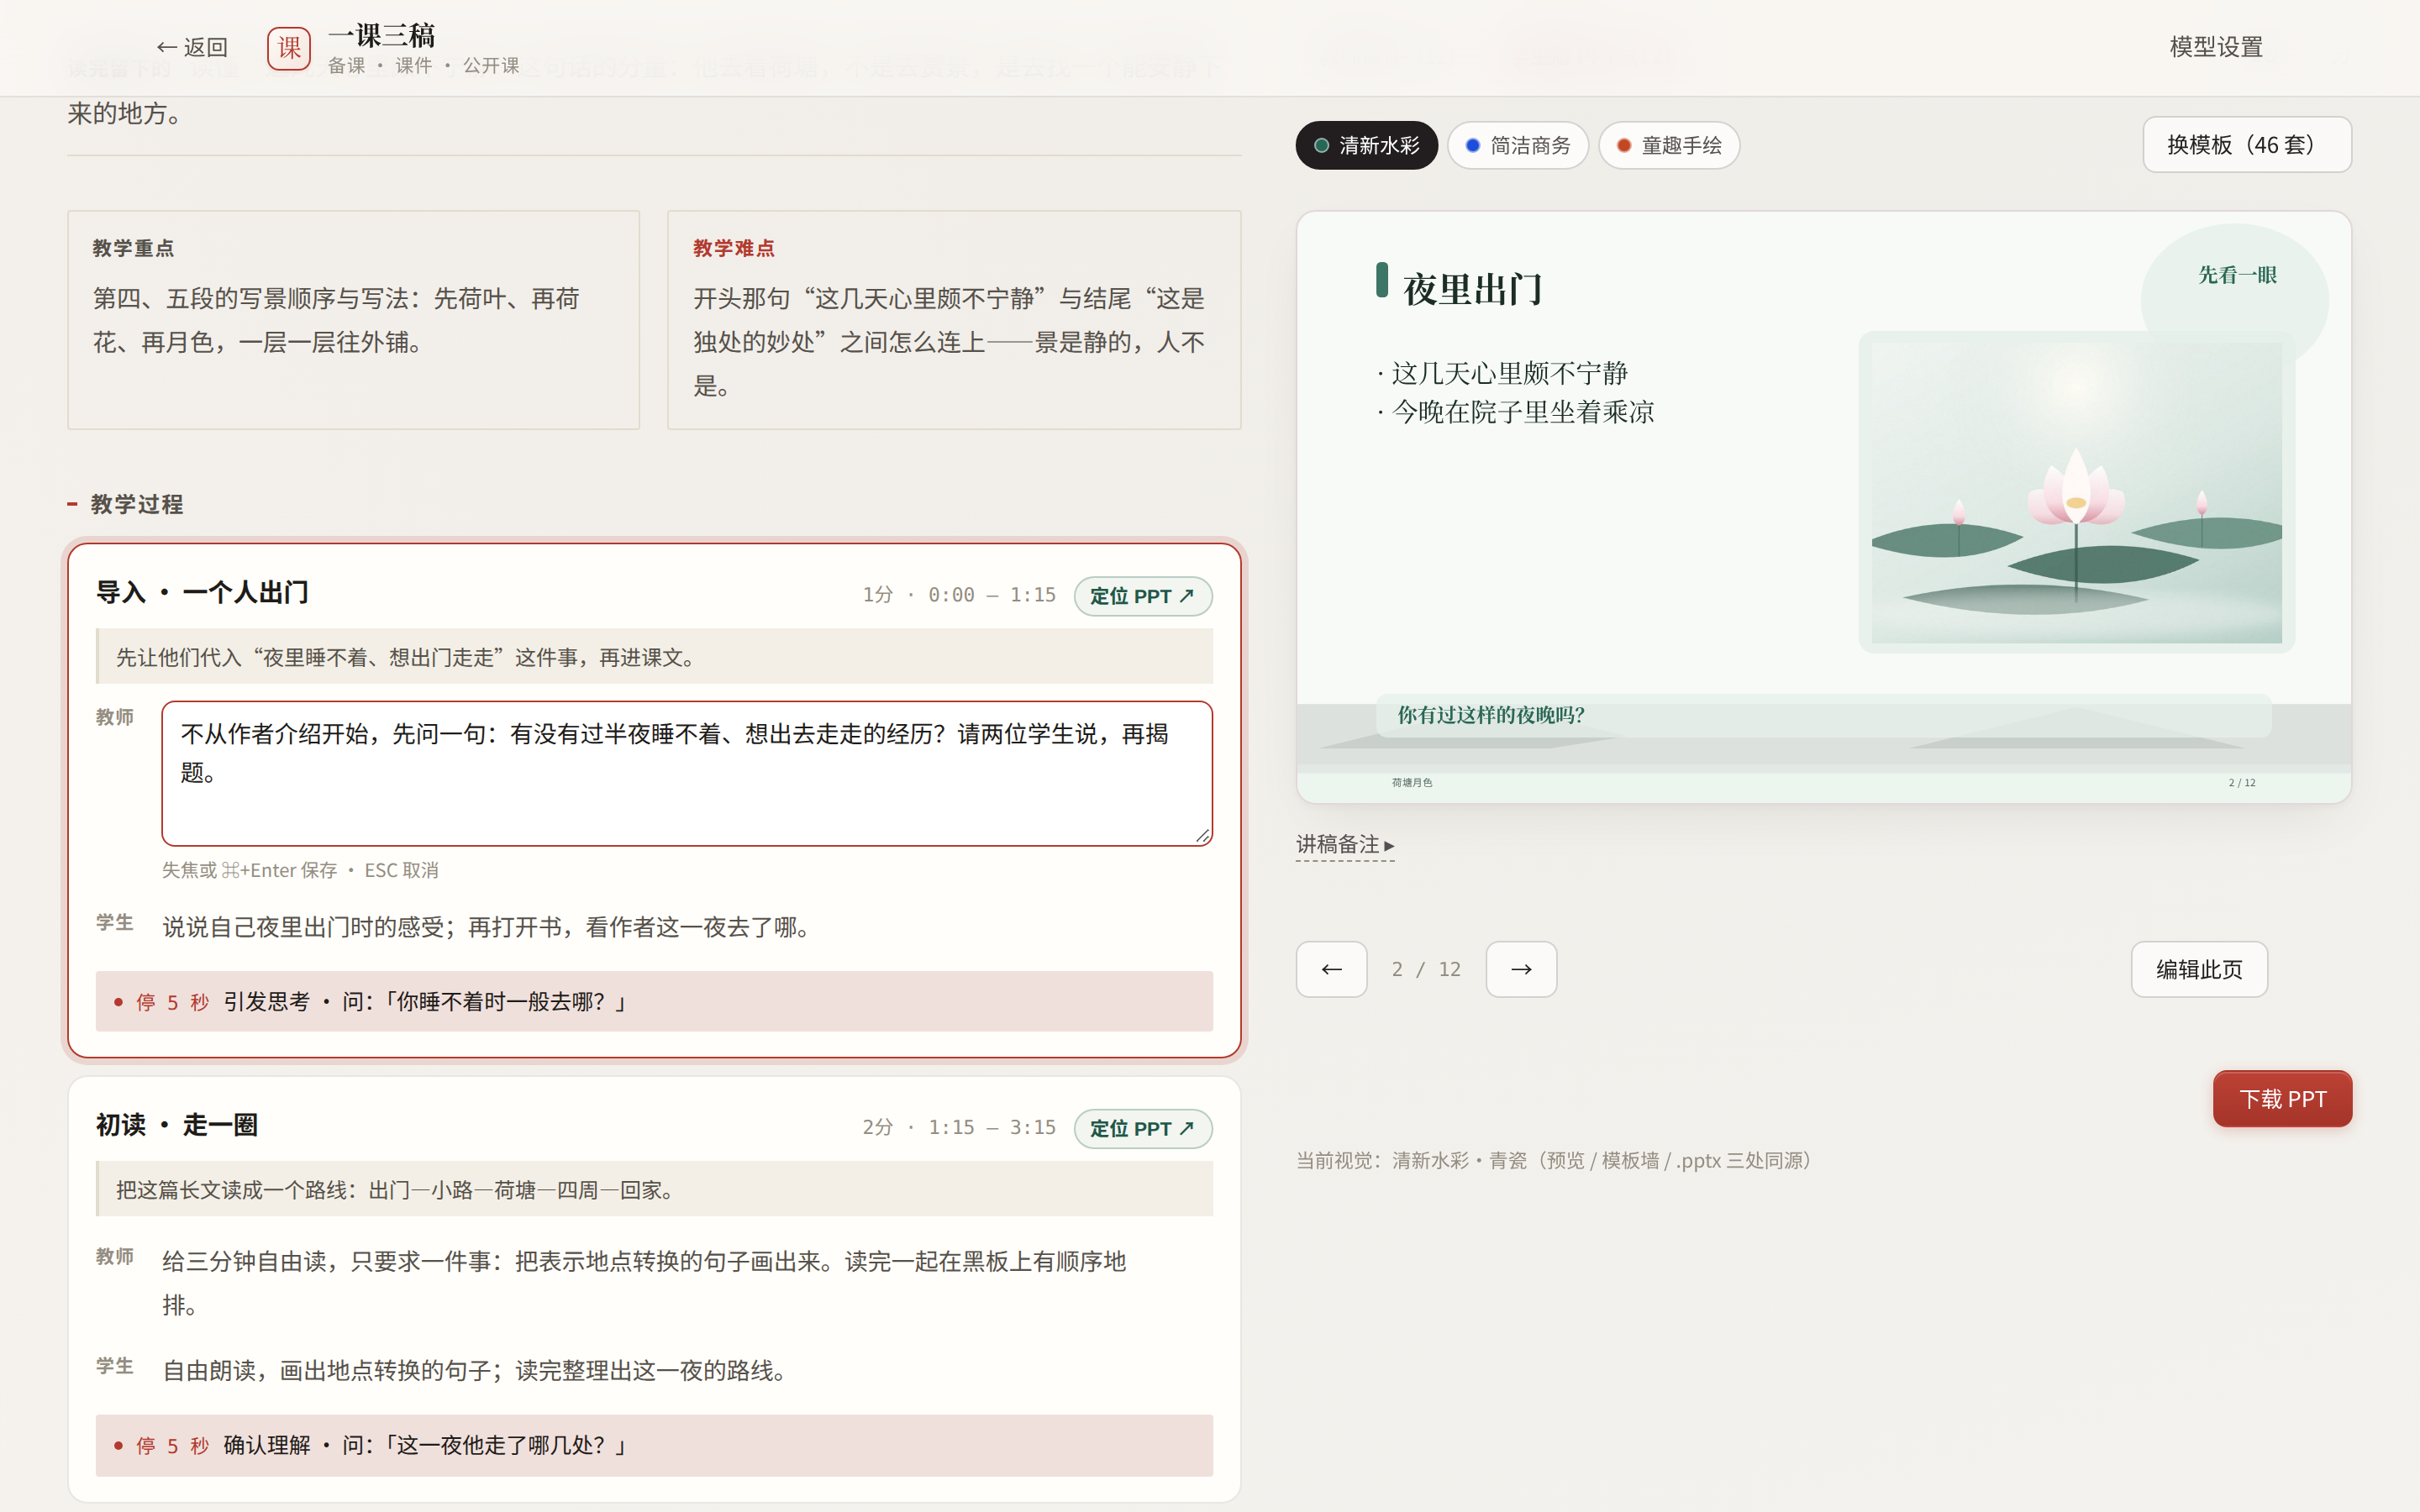 ← 返回
课
一课三稿
备课 · 课件 · 公开课
模型设置
来的地方。
教学重点
第四、五段的写景顺序与写法：先荷叶、再荷
花、再月色，一层一层往外铺。
教学难点
开头那句“这几天心里颇不宁静”与结尾“这是
独处的妙处”之间怎么连上——景是静的，人不
是。
教学过程
导入 · 一个人出门
1分 · 0:00 — 1:15
定位 PPT ↗
先让他们代入“夜里睡不着、想出门走走”这件事，再进课文。
教师
不从作者介绍开始，先问一句：有没有过半夜睡不着、想出去走走的经历？请两位学生说，再揭
题。
失焦或 ⌘+Enter 保存 · ESC 取消
学生
说说自己夜里出门时的感受；再打开书，看作者这一夜去了哪。
停 5 秒 引发思考 · 问：「你睡不着时一般去哪？」
初读 · 走一圈
2分 · 1:15 — 3:15
定位 PPT ↗
把这篇长文读成一个路线：出门—小路—荷塘—四周—回家。
教师
给三分钟自由读，只要求一件事：把表示地点转换的句子画出来。读完一起在黑板上有顺序地
排。
学生
自由朗读，画出地点转换的句子；读完整理出这一夜的路线。
停 5 秒 确认理解 · 问：「这一夜他走了哪几处？」
清新水彩
简洁商务
童趣手绘
换模板（46 套）
夜里出门
先看一眼
· 这几天心里颇不宁静
· 今晚在院子里坐着乘凉
你有过这样的夜晚吗？
荷塘月色
2 / 12
讲稿备注 ▸
←
2 / 12
→
编辑此页
下载 PPT
当前视觉：清新水彩 · 青瓷（预览 / 模板墙 / .pptx 三处同源）